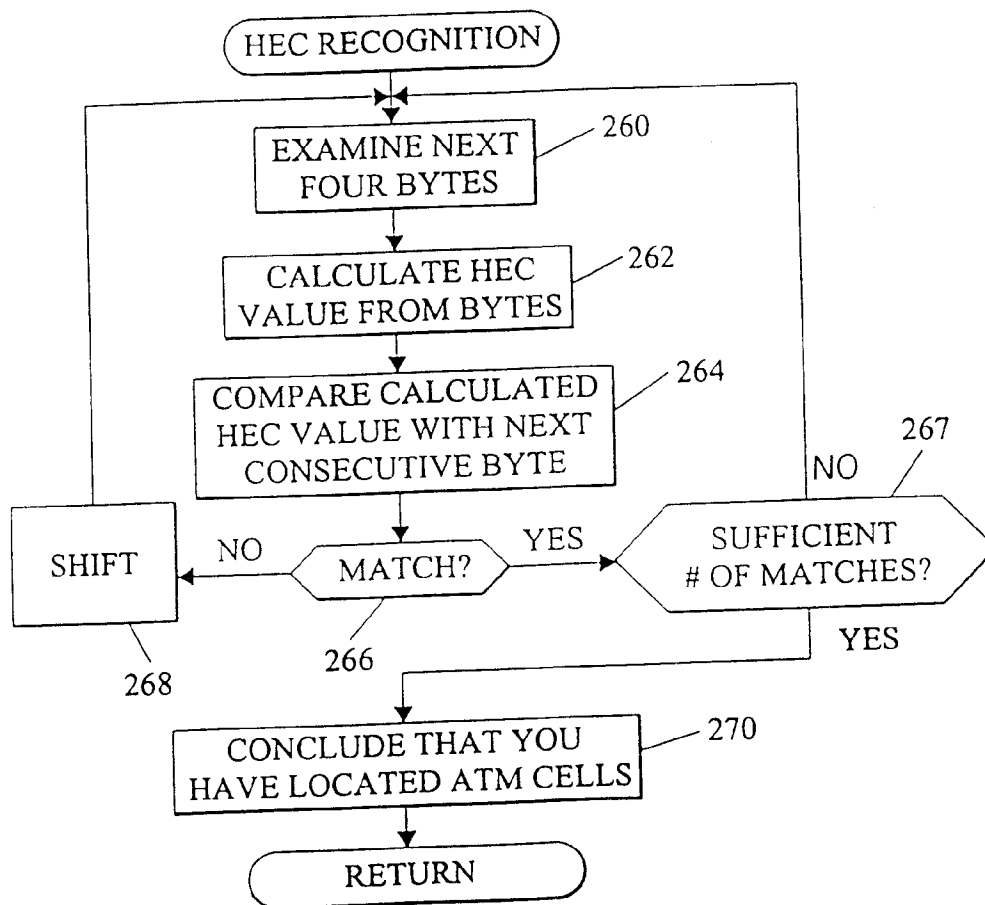 HEC RECOGNITION
260
EXAMINE NEXT
FOUR BYTES
262
CALCULATE HEC
VALUE FROM BYTES
264
COMPARE CALCULATED
HEC VALUE WITH NEXT
CONSECUTIVE BYTE
267
NO
SHIFT
NO
MATCH?
YES
SUFFICIENT
# OF MATCHES?
266
268
YES
270
CONCLUDE THAT YOU
HAVE LOCATED ATM CELLS
RETURN